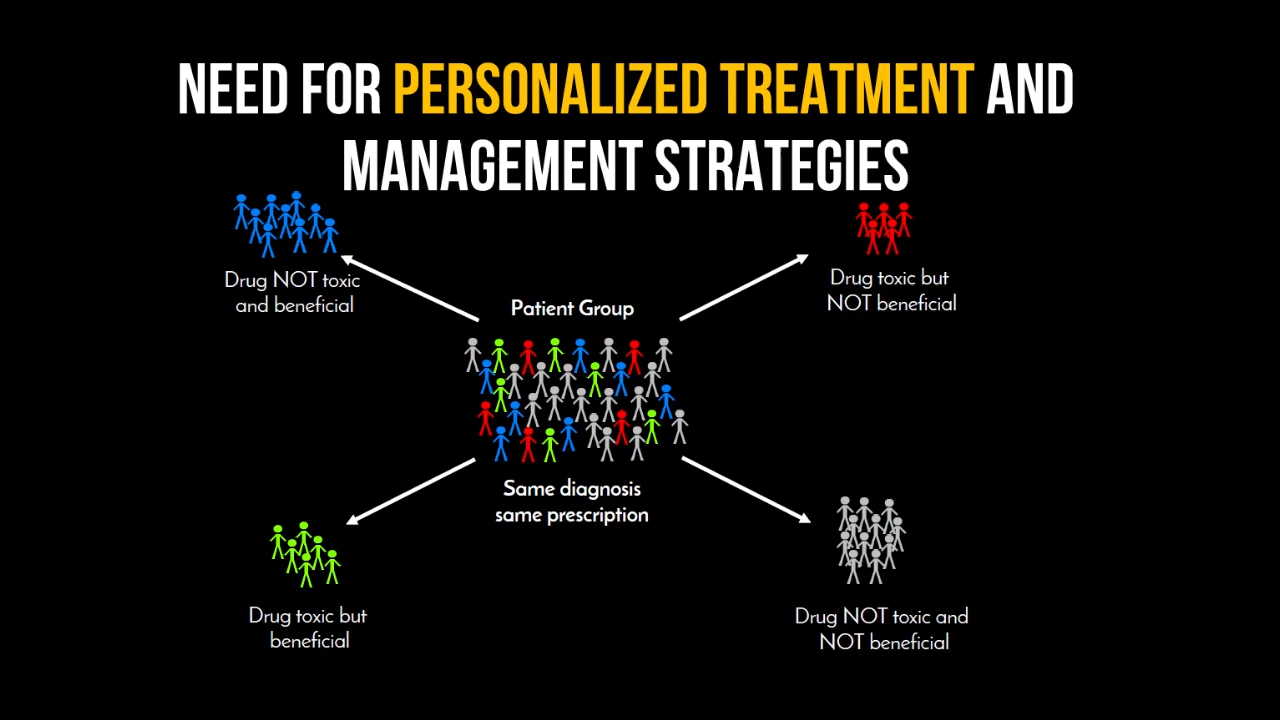 NEED FOR PERSONALIZED TREATMENT AND
MANAGEMENT STRATEGIES
Drug NOT toxic
and beneficial
Drug toxic but
NOT beneficial
Patient Group
Same diagnosis
same prescription
Drug toxic but
beneficial
Drug NOT toxic and
NOT beneficial